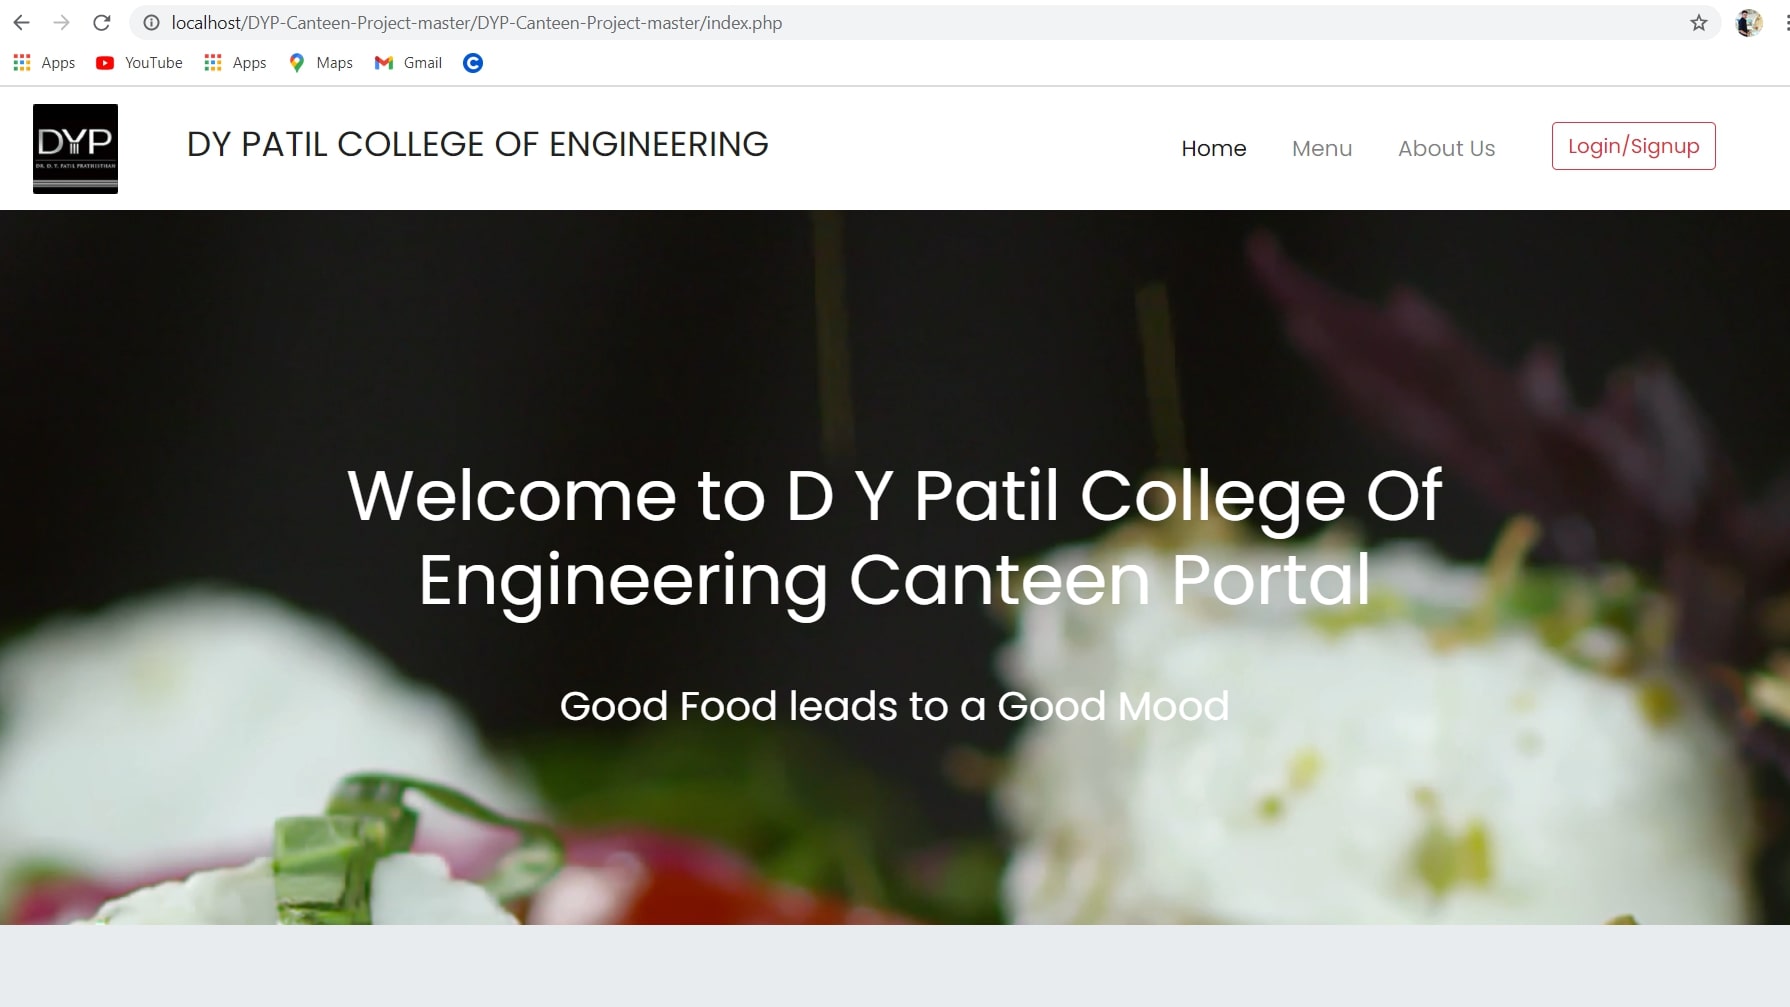 localhost/DYP-Canteen-Project-master/DYP-Canteen-Project-master/index.php
Apps YouTube Apps Maps Gmail
DYP
DR. D. Y. PATIL PRATHISTHAN
DY PATIL COLLEGE OF ENGINEERING
Home Menu About Us Login/Signup
Welcome to D Y Patil College Of
Engineering Canteen Portal
Good Food leads to a Good Mood